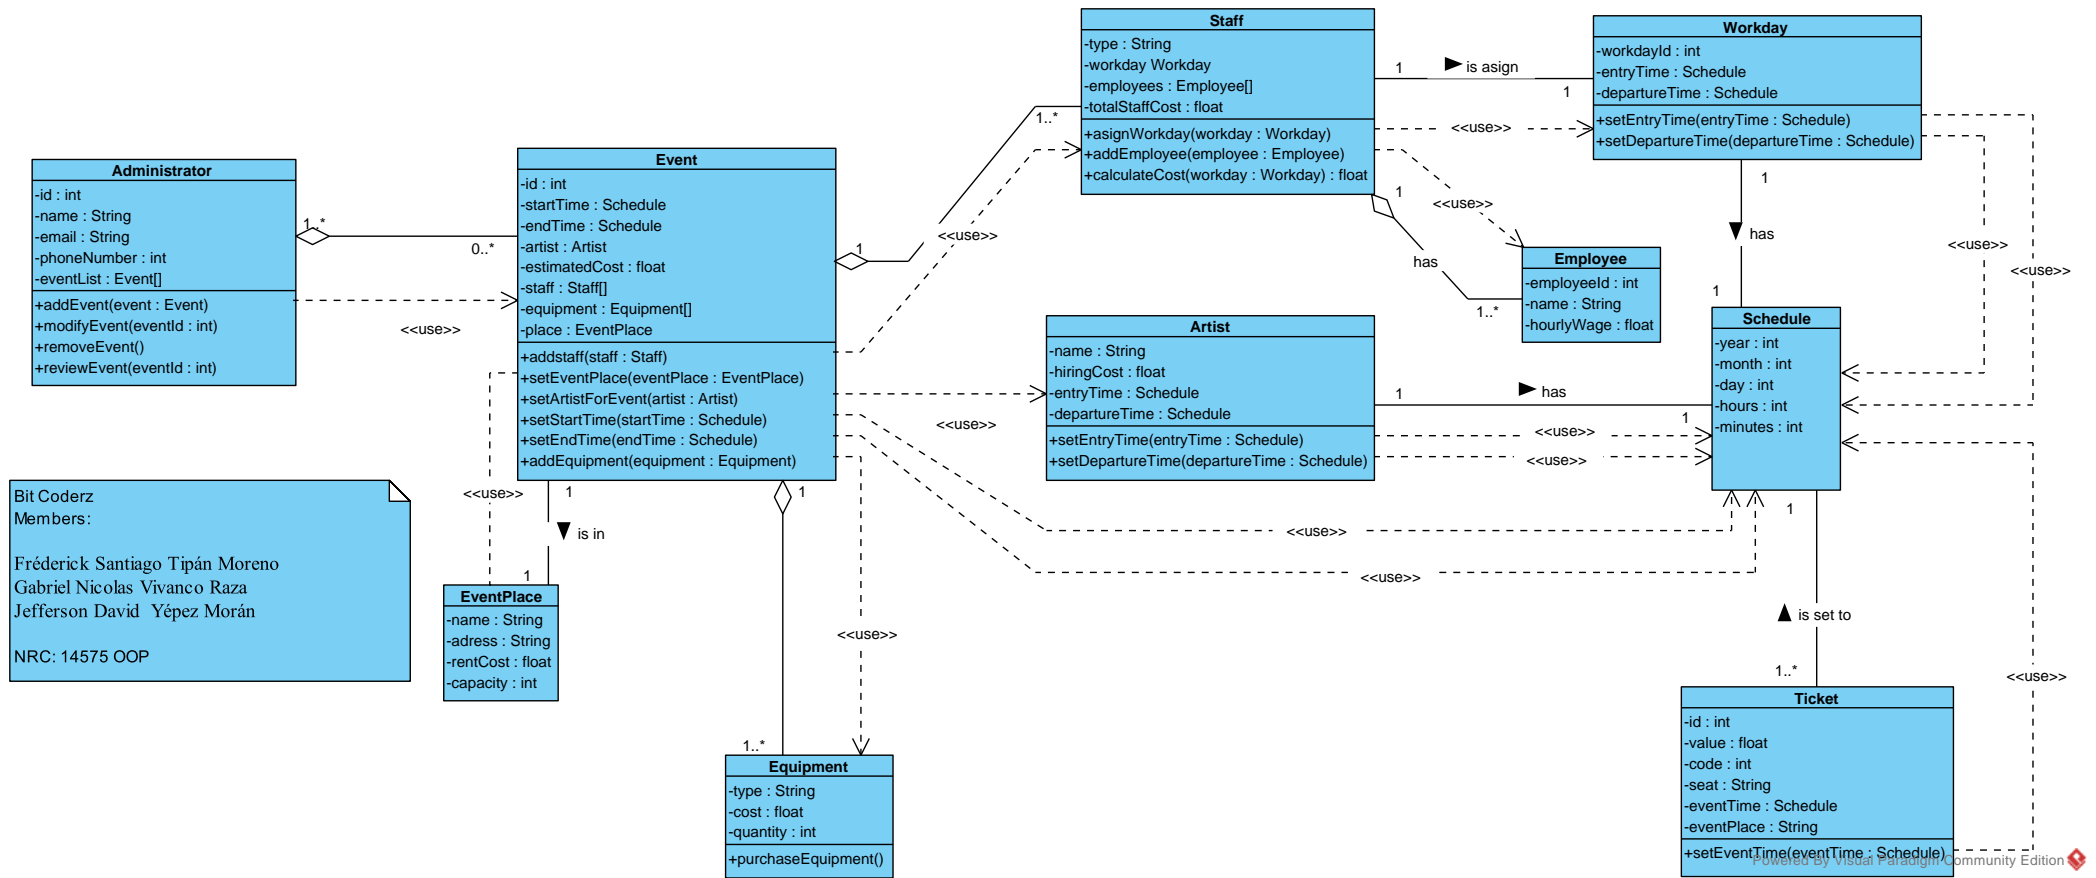 Administrator
-id : int
-name : String
-email : String
-phoneNumber : int
-eventList : Event[]
+addEvent(event : Event)
+modifyEvent(eventId : int)
+removeEvent()
+reviewEvent(eventId : int)
1..*
0..*
<<use>>
Event
-id : int
-startTime : Schedule
-endTime : Schedule
-artist : Artist
-estimatedCost : float
-staff : Staff[]
-equipment : Equipment[]
-place : EventPlace
+addstaff(staff : Staff)
+setEventPlace(eventPlace : EventPlace)
+setArtistForEvent(artist : Artist)
+setStartTime(startTime : Schedule)
+setEndTime(endTime : Schedule)
+addEquipment(equipment : Equipment)
1
1..*
<<use>>
Staff
-type : String
-workday Workday
-employees : Employee[]
-totalStaffCost : float
+asignWorkday(workday : Workday)
+addEmployee(employee : Employee)
+calculateCost(workday : Workday) : float
1
is asign
1
<<use>>
<<use>>
1
has
1..*
Workday
-workdayId : int
-entryTime : Schedule
-departureTime : Schedule
+setEntryTime(entryTime : Schedule)
+setDepartureTime(departureTime : Schedule)
1
has
1
<<use>>
<<use>>
Employee
-employeeId : int
-name : String
-hourlyWage : float
Artist
-name : String
-hiringCost : float
-entryTime : Schedule
-departureTime : Schedule
+setEntryTime(entryTime : Schedule)
+setDepartureTime(departureTime : Schedule)
<<use>>
1
has
1
<<use>>
<<use>>
Schedule
-year : int
-month : int
-day : int
-hours : int
-minutes : int
<<use>>
<<use>>
1
is set to
1..*
<<use>>
Bit Coderz
Members:
Fréderick Santiago Tipán Moreno
Gabriel Nicolas Vivanco Raza
Jefferson David Yépez Morán
NRC: 14575 OOP
<<use>>
1
is in
1
EventPlace
-name : String
-adress : String
-rentCost : float
-capacity : int
1
<<use>>
1..*
Equipment
-type : String
-cost : float
-quantity : int
+purchaseEquipment()
Ticket
-id : int
-value : float
-code : int
-seat : String
-eventTime : Schedule
-eventPlace : String
+setEventTime(eventTime : Schedule)
Powered By Visual Paradigm Community Edition